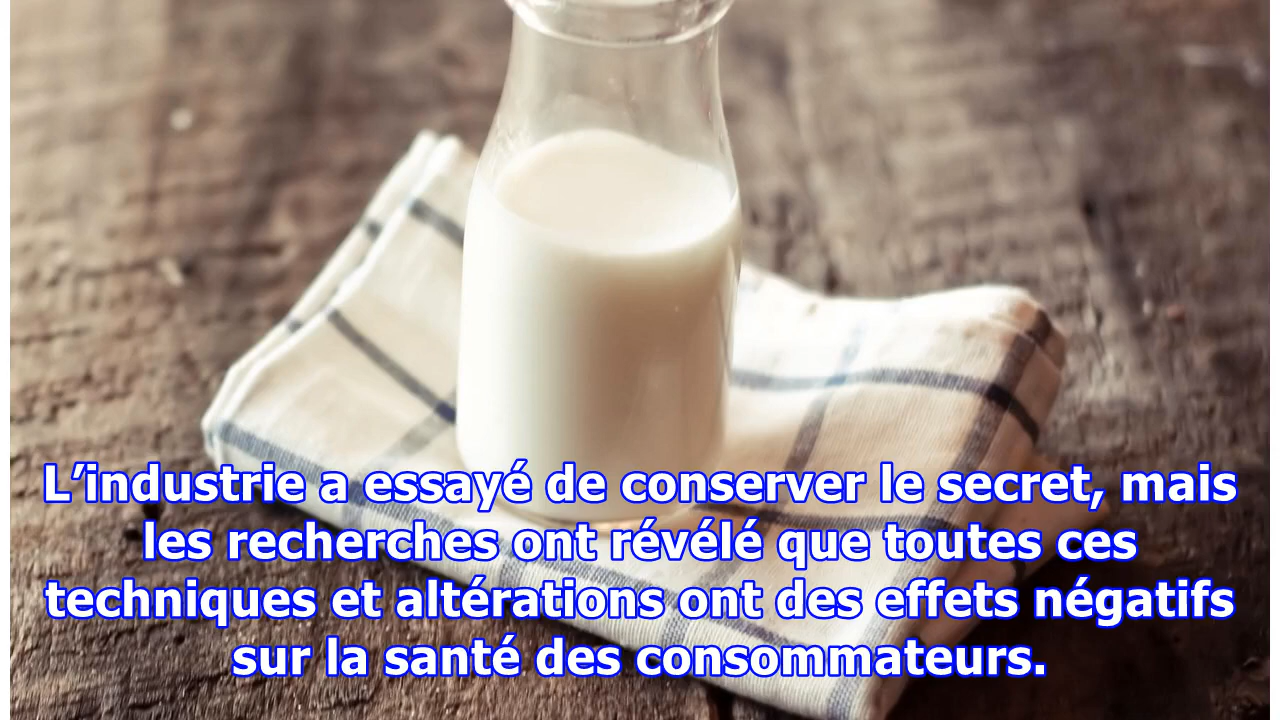 L’industrie a essayé de conserver le secret, mais
les recherches ont révélé que toutes ces
techniques et altérations ont des effets négatifs
sur la santé des consommateurs.